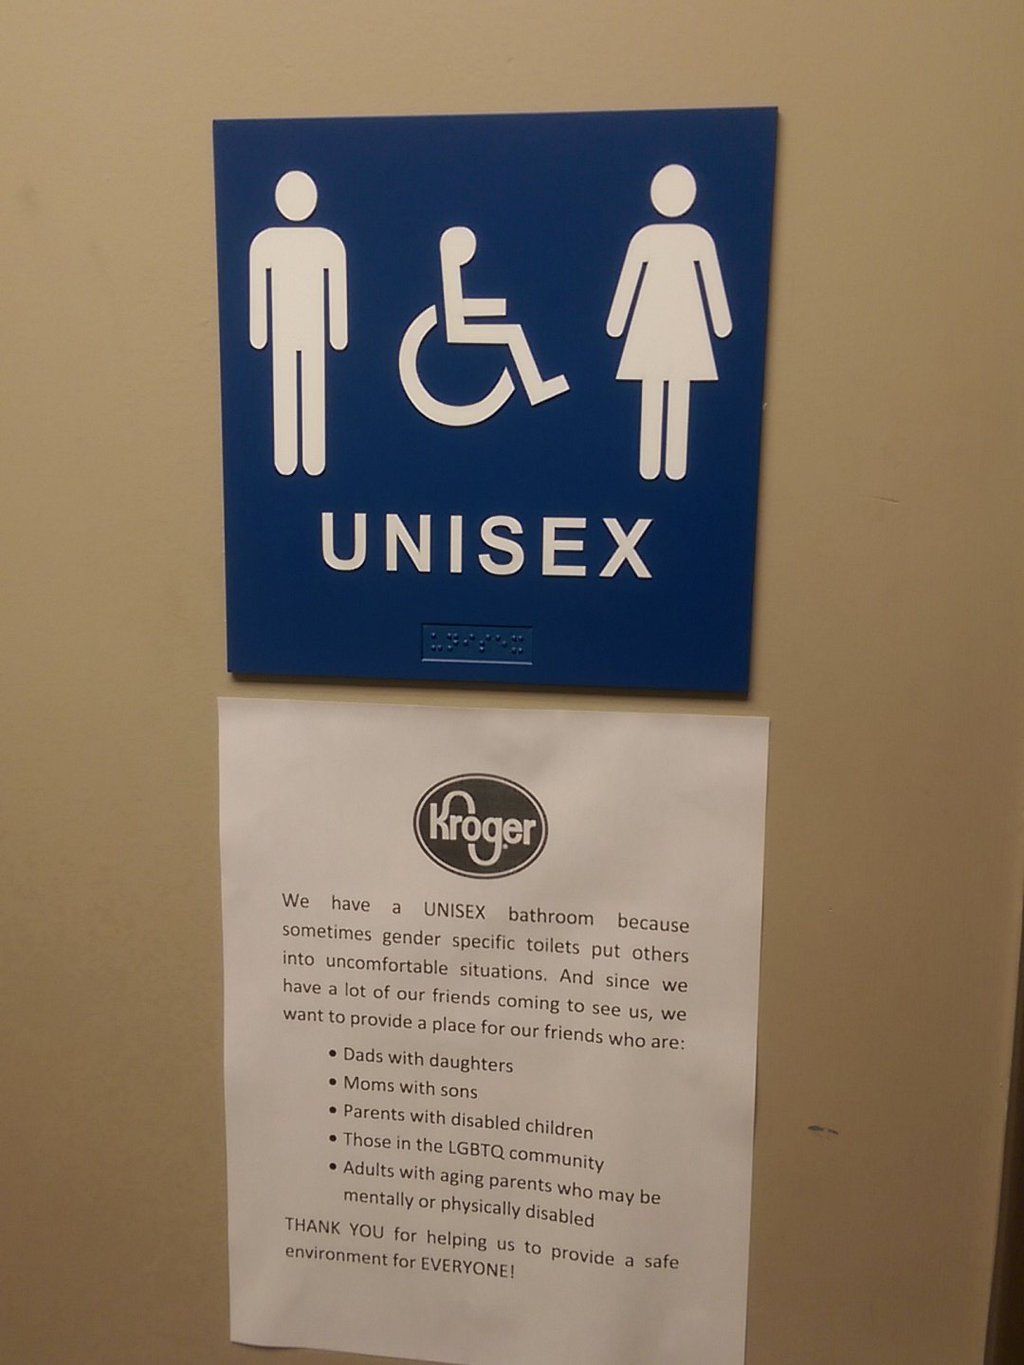 UNISEX
Kroger
We have a UNISEX bathroom because
sometimes gender specific toilets put others
into uncomfortable situations. And since we
have a lot of our friends coming to see us, we
want to provide a place for our friends who are:
• Dads with daughters
• Moms with sons
• Parents with disabled children
• Those in the LGBTQ community
• Adults with aging parents who may be
mentally or physically disabled
THANK YOU for helping us to provide a safe
environment for EVERYONE!